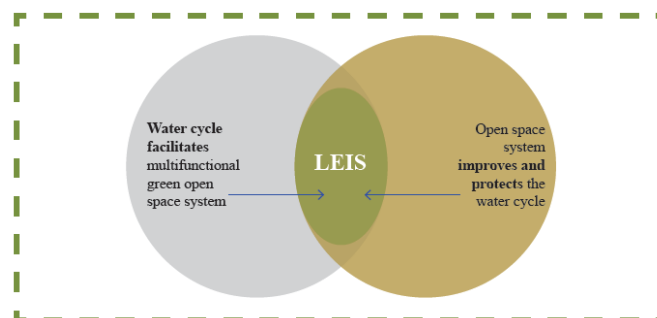 Water cycle
facilitates
multifunctional
green open
space system
LEIS
Open space
system
improves and
protects the
water cycle